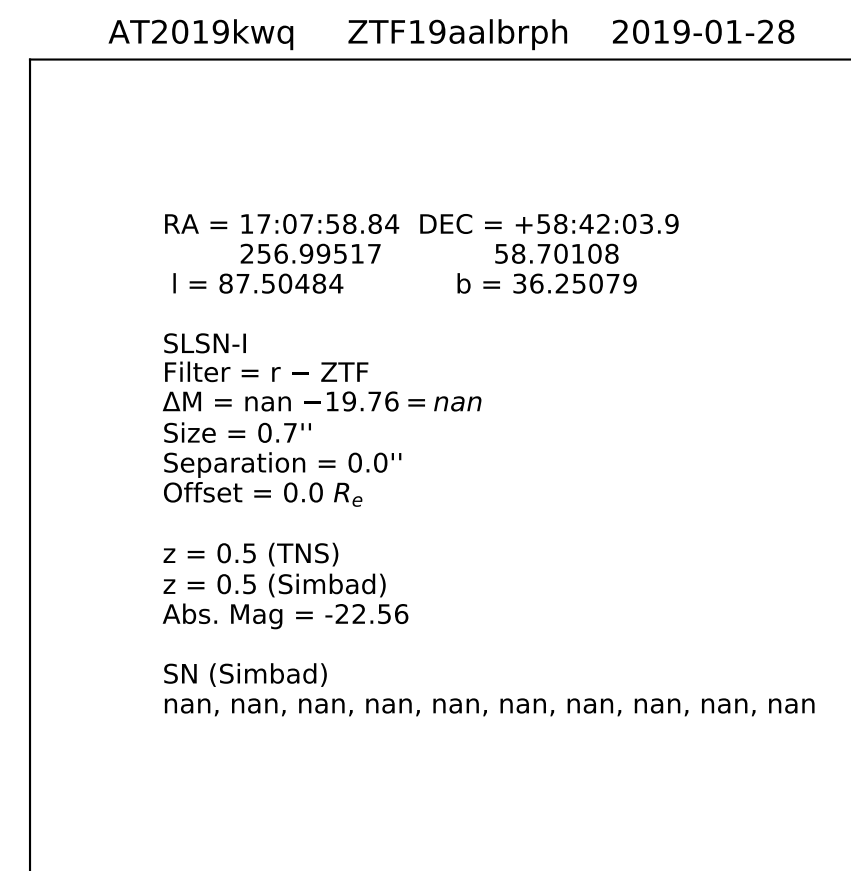 AT2019kwq ZTF19aalbrph 2019-01-28
RA = 17:07:58.84 DEC = +58:42:03.9
256.99517 58.70108
l = 87.50484 b = 36.25079
SLSN-I
Filter = r − ZTF
ΔM = nan −19.76 = nan
Size = 0.7''
Separation = 0.0''
Offset = 0.0 Rₑ
z = 0.5 (TNS)
z = 0.5 (Simbad)
Abs. Mag = -22.56
SN (Simbad)
nan, nan, nan, nan, nan, nan, nan, nan, nan, nan